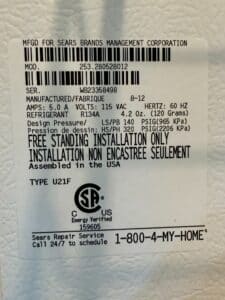 MFGD FOR SEARS BRANDS MANAGEMENT CORPORATION
MOD. 253.280528012
SER. WB23358498
MANUFACTURED/FABRIQUE 8-12
AMPS: 5.0 A VOLTS: 115 VAC HERTZ: 60 HZ
REFRIGERANT R134A 4.2 Oz. (120 Grams)
Design Pressure/ LS/PB 140 PSIG(965 KPa)
Pression de dessin: HS/PH 320 PSIG(2206 KPa)
FREE STANDING INSTALLATION ONLY
INSTALLATION NON ENCASTREE SEULEMENT
Assembled in the USA
TYPE U21F
SA
C US
Energy Verified
159605
Sears Repair Service
Call 24/7 to schedule 1-800-4-MY-HOME